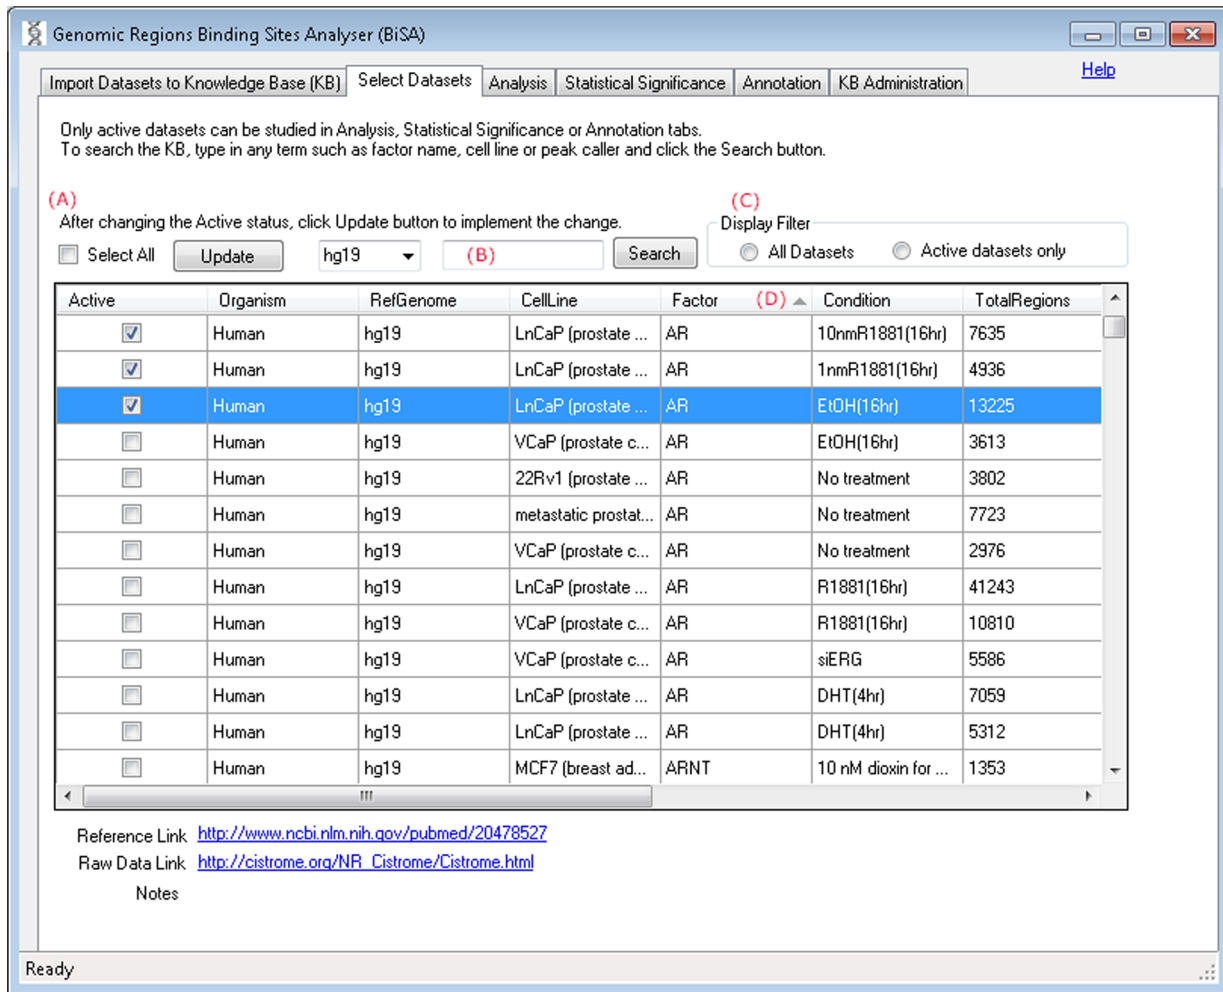 Genomic Regions Binding Sites Analyser (BiSA)
Help
Import Datasets to Knowledge Base (KB) Select Datasets Analysis Statistical Significance Annotation KB Administration
Only active datasets can be studied in Analysis, Statistical Significance or Annotation tabs.
To search the KB, type in any term such as factor name, cell line or peak caller and click the Search button.
(A) (C)
After changing the Active status, click Update button to implement the change. Display Filter
Select All Update hg19 (B) Search All Datasets Active datasets only
Active Organism RefGenome CellLine Factor (D) Condition TotalRegions
Human hg19 LnCaP (prostate ... AR 10nmR1881(16hr) 7635
Human hg19 LnCaP (prostate ... AR 1nmR1881(16hr) 4936
Human hg19 LnCaP (prostate ... AR EtOH(16hr) 13225
Human hg19 VCaP (prostate c... AR EtOH(16hr) 3613
Human hg19 22Rv1 (prostate ... AR No treatment 3802
Human hg19 metastatic prostat... AR No treatment 7723
Human hg19 VCaP (prostate c... AR No treatment 2976
Human hg19 LnCaP (prostate ... AR R1881(16hr) 41243
Human hg19 VCaP (prostate c... AR R1881(16hr) 10810
Human hg19 VCaP (prostate c... AR siERG 5586
Human hg19 LnCaP (prostate ... AR DHT(4hr) 7059
Human hg19 LnCaP (prostate ... AR DHT(4hr) 5312
Human hg19 MCF7 (breast ad... ARNT 10 nM dioxin for ... 1353
Reference Link http://www.ncbi.nlm.nih.gov/pubmed/20478527
Raw Data Link http://cistrome.org/NR_Cistrome/Cistrome.html
Notes
Ready